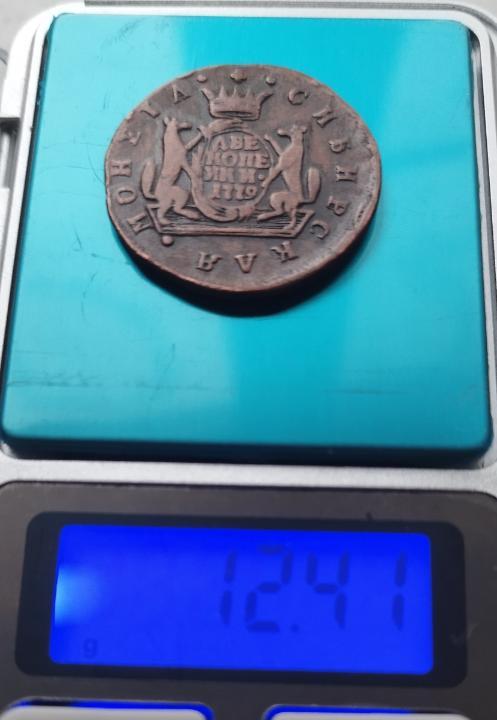 МОНЕТА СИБИРСКАЯ
ДВЕ
КОПЕ
ИКИ.
1779
12.41
g